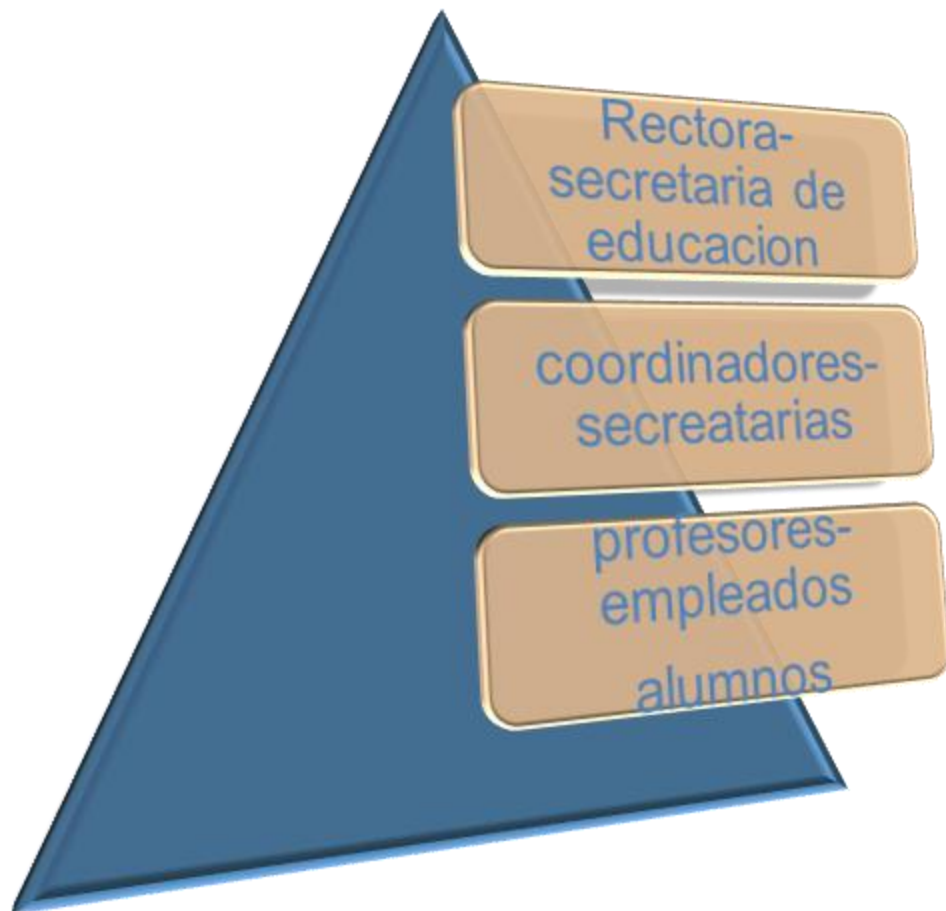 Rectora-
secretaria de
educacion
coordinadores-
secreatarias
profesores-
empleados
alumnos